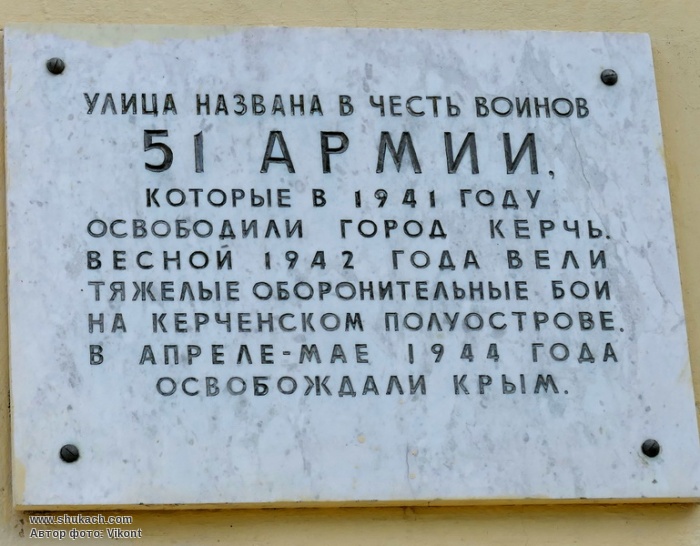 УЛИЦА НАЗВАНА В ЧЕСТЬ ВОИНОВ
51 АРМИИ,
КОТОРЫЕ В 1941 ГОДУ
ОСВОБОДИЛИ ГОРОД КЕРЧЬ.
ВЕСНОЙ 1942 ГОДА ВЕЛИ
ТЯЖЕЛЫЕ ОБОРОНИТЕЛЬНЫЕ БОИ
НА КЕРЧЕНСКОМ ПОЛУОСТРОВЕ.
В АПРЕЛЕ-МАЕ 1944 ГОДА
ОСВОБОЖДАЛИ КРЫМ.
www.shukach.com
Автор фото: Vikont